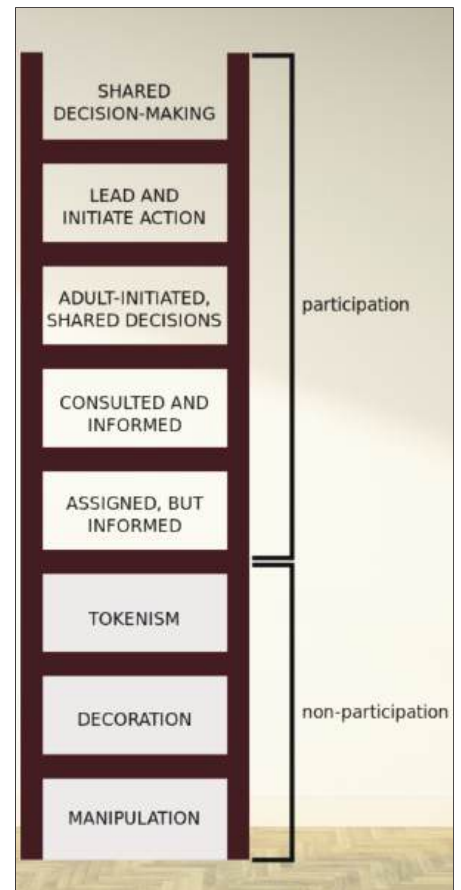 SHARED
DECISION-MAKING
LEAD AND
INITIATE ACTION
ADULT-INITIATED,
SHARED DECISIONS
participation
CONSULTED AND
INFORMED
ASSIGNED, BUT
INFORMED
TOKENISM
DECORATION
non-participation
MANIPULATION